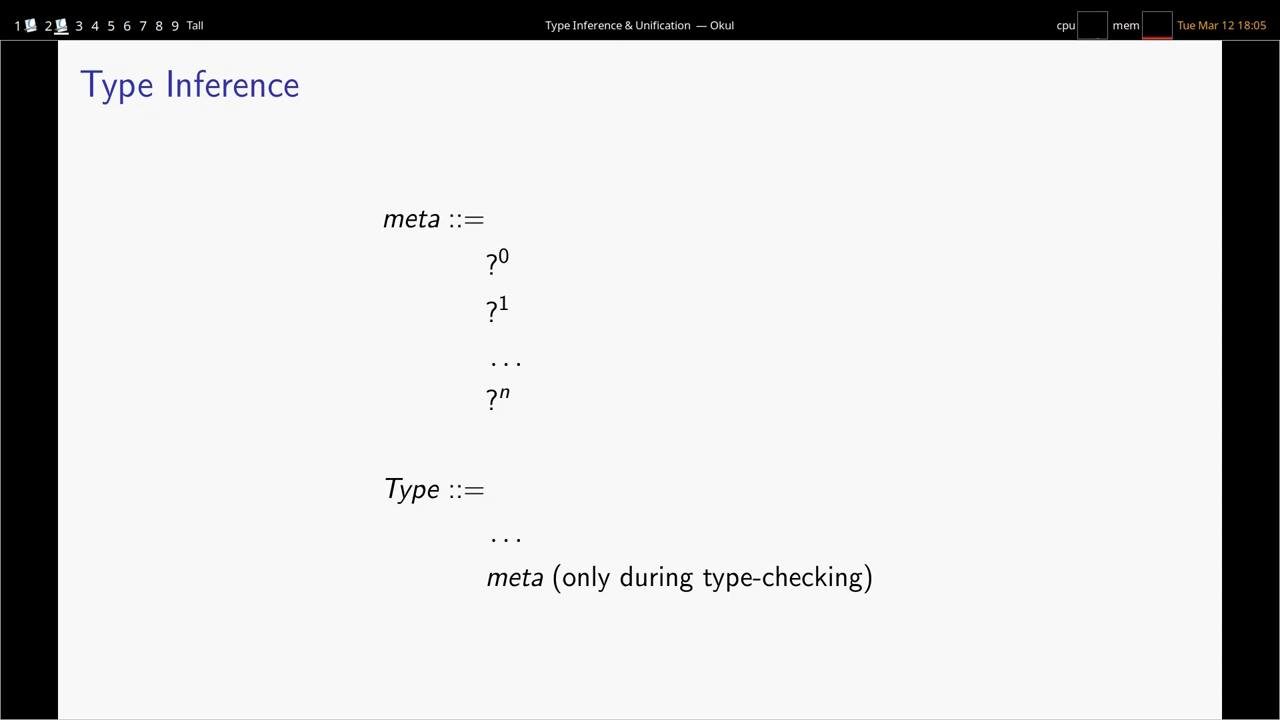 1 2 3 4 5 6 7 8 9 Tall Type Inference & Unification — Okul cpu mem Tue Mar 12 18:05
Type Inference
meta ::=
?⁰
?¹
...
?ⁿ
Type ::=
...
meta (only during type-checking)